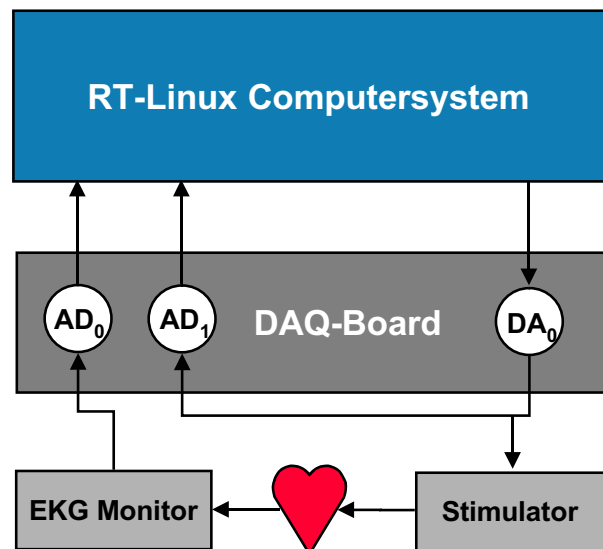 RT-Linux Computersystem
AD₀ AD₁ DAQ-Board DA₀
EKG Monitor Stimulator